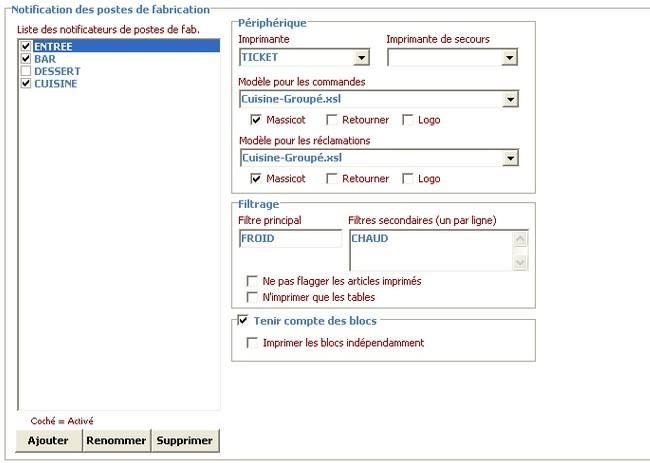 Notification des postes de fabrication
Liste des notificateurs de postes de fab.
ENTREE
BAR
DESSERT
CUISINE
Coché = Activé
Ajouter Renommer Supprimer
Périphérique
Imprimante Imprimante de secours
TICKET
Modèle pour les commandes
Cuisine-Groupé.xsl
Massicot Retourner Logo
Modèle pour les réclamations
Cuisine-Groupé.xsl
Massicot Retourner Logo
Filtrage
Filtre principal Filtres secondaires (un par ligne)
FROID CHAUD
Ne pas flagger les articles imprimés
N'imprimer que les tables
Tenir compte des blocs
Imprimer les blocs indépendamment